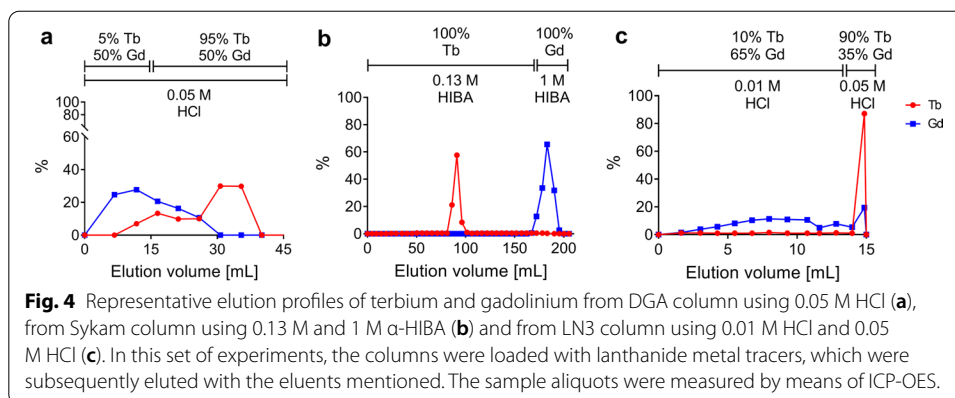 a
5% Tb 95% Tb
50% Gd 50% Gd
0.05 M
HCl
100
80
60
40
20
0
%
0 15 30 45
Elution volume [mL]
b
100% 100%
Tb Gd
0.13 M 1 M
HIBA HIBA
100
80
60
40
20
0
%
0 50 100 150 200
Elution volume [mL]
c
10% Tb 90% Tb
65% Gd 35% Gd
0.01 M 0.05 M
HCl HCl
100
80
60
40
20
0
%
0 5 10 15
Elution volume [mL]
Tb
Gd
Fig. 4 Representative elution profiles of terbium and gadolinium from DGA column using 0.05 M HCl (a),
from Sykam column using 0.13 M and 1 M α-HIBA (b) and from LN3 column using 0.01 M HCl and 0.05
M HCl (c). In this set of experiments, the columns were loaded with lanthanide metal tracers, which were
subsequently eluted with the eluents mentioned. The sample aliquots were measured by means of ICP-OES.